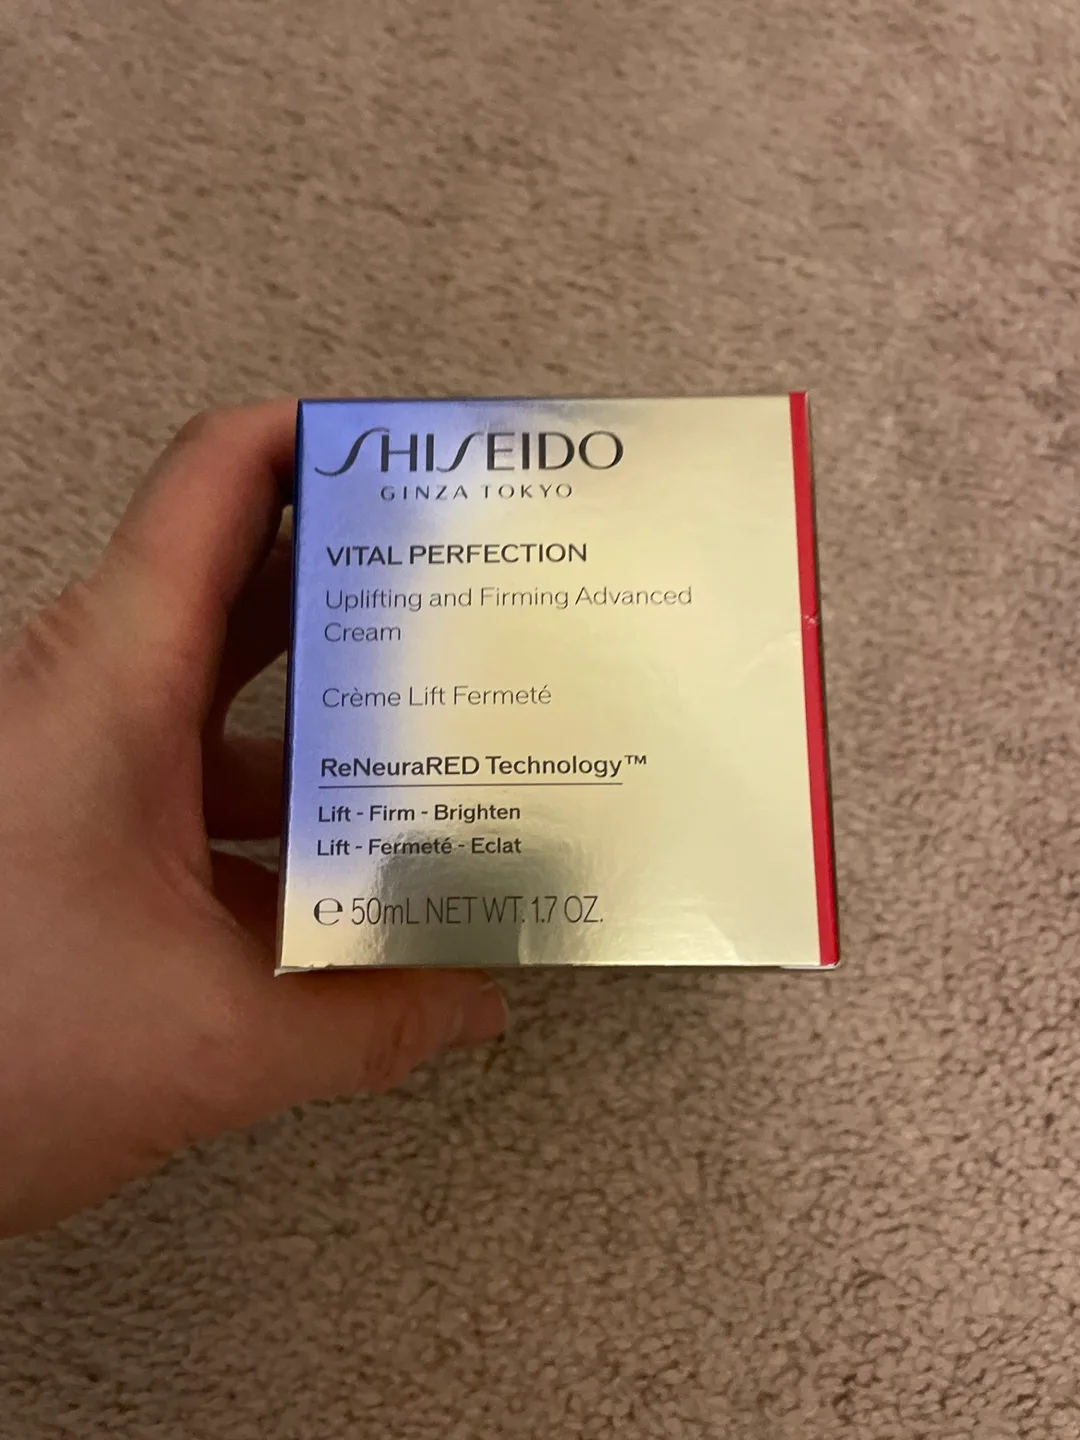 SHISEIDO
GINZA TOKYO
VITAL PERFECTION
Uplifting and Firming Advanced
Cream
Crème Lift Fermeté
ReNeuraRED Technology™
Lift - Firm - Brighten
Lift - Fermeté - Eclat
℮ 50mL NET WT. 1.7 OZ.